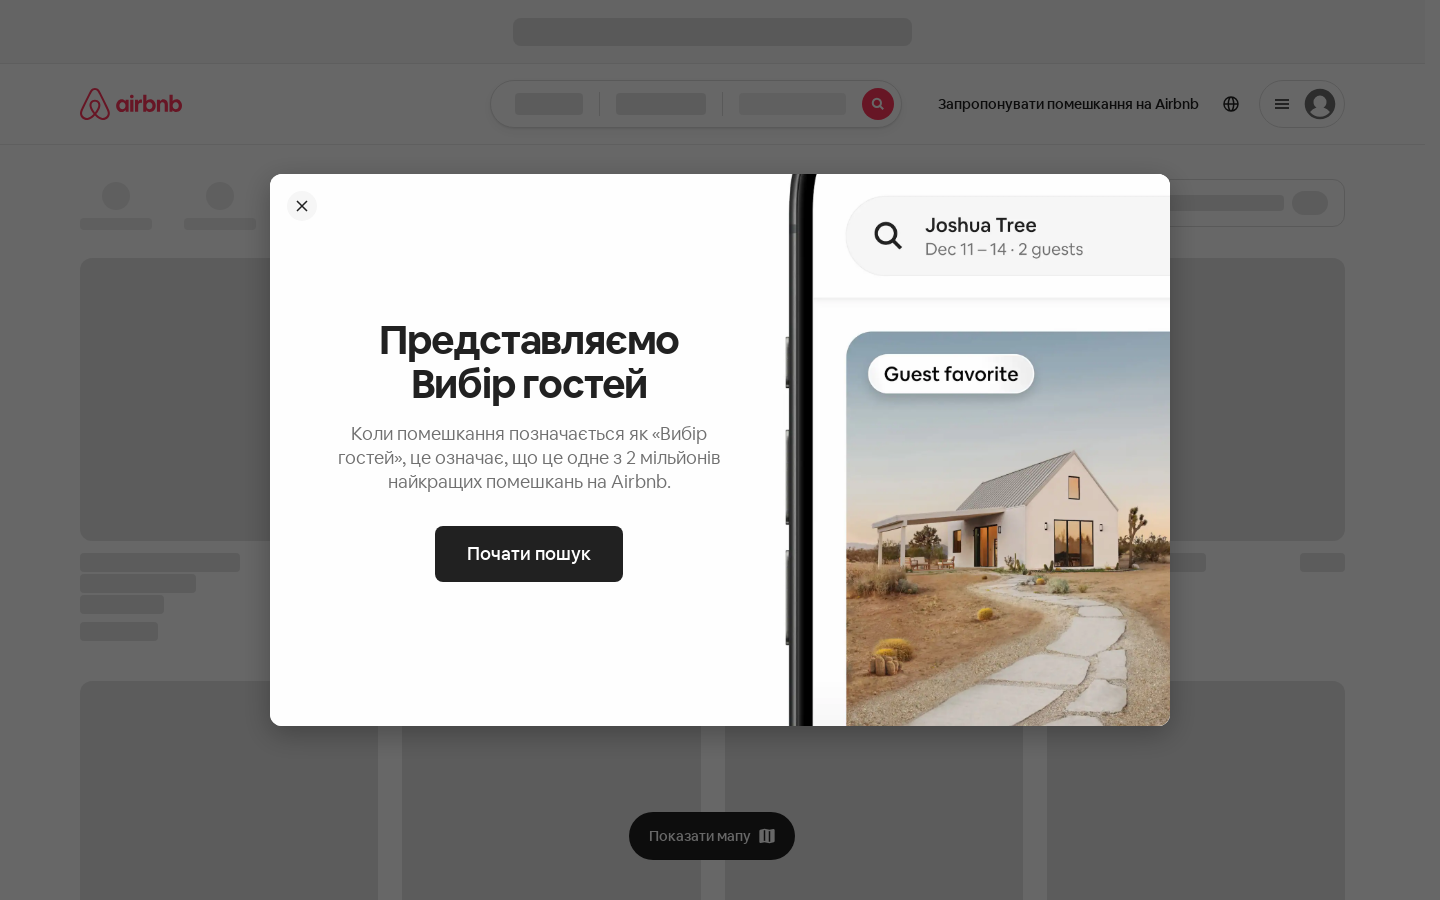 airbnb
Запропонувати помешкання на Airbnb
Представляємо
Вибір гостей
Коли помешкання позначається як «Вибір
гостей», це означає, що це одне з 2 мільйонів
найкращих помешкань на Airbnb.
Почати пошук
Joshua Tree
Dec 11 – 14 · 2 guests
Guest favorite
Показати мапу